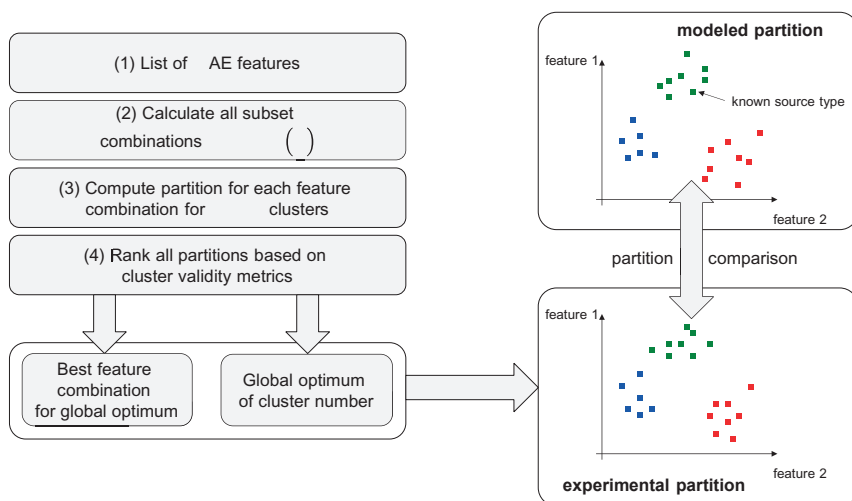 (1) List of AE features
(2) Calculate all subset
combinations ( _ )
(3) Compute partition for each feature
combination for clusters
(4) Rank all partitions based on
cluster validity metrics
Best feature
combination
for global optimum
Global optimum
of cluster number
modeled partition
feature 1
known source type
feature 2
partition comparison
feature 1
feature 2
experimental partition